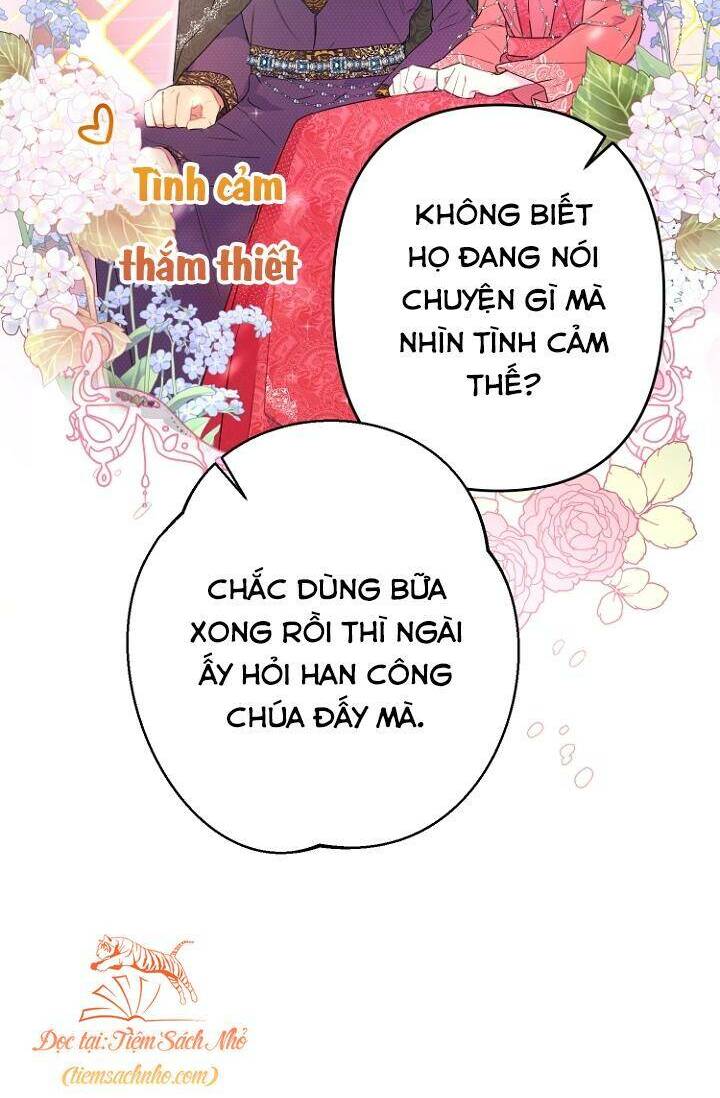 Tình cảm
thắm thiết
KHÔNG BIẾT
HỌ ĐANG NÓI
CHUYỆN GÌ MÀ
NHÌN TÌNH CẢM
THẾ?
CHẮC DÙNG BỮA
XONG RỒI THÌ NGÀI
ẤY HỎI HAN CÔNG
CHÚA ĐẤY MÀ.
Đọc tại: Tiệm Sách Nhỏ
(tiemsachnho.com)